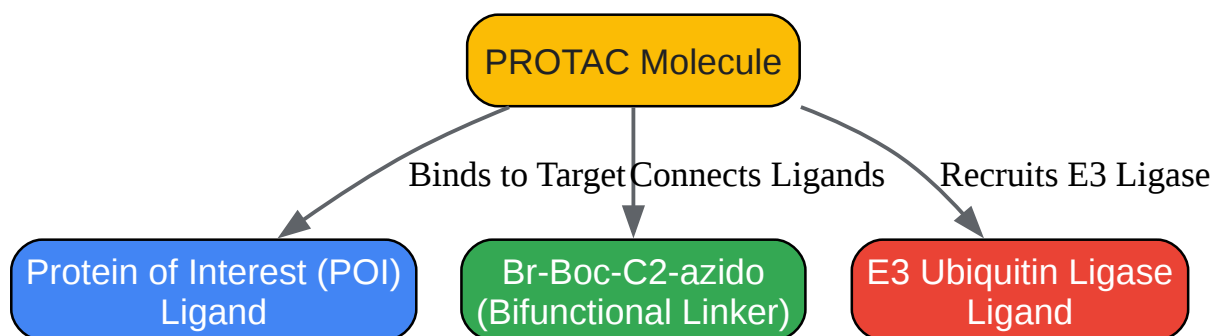 PROTAC Molecule
Binds to Target
Connects Ligands
Recruits E3 Ligase
Protein of Interest (POI)
Ligand
Br-Boc-C2-azido
(Bifunctional Linker)
E3 Ubiquitin Ligase
Ligand